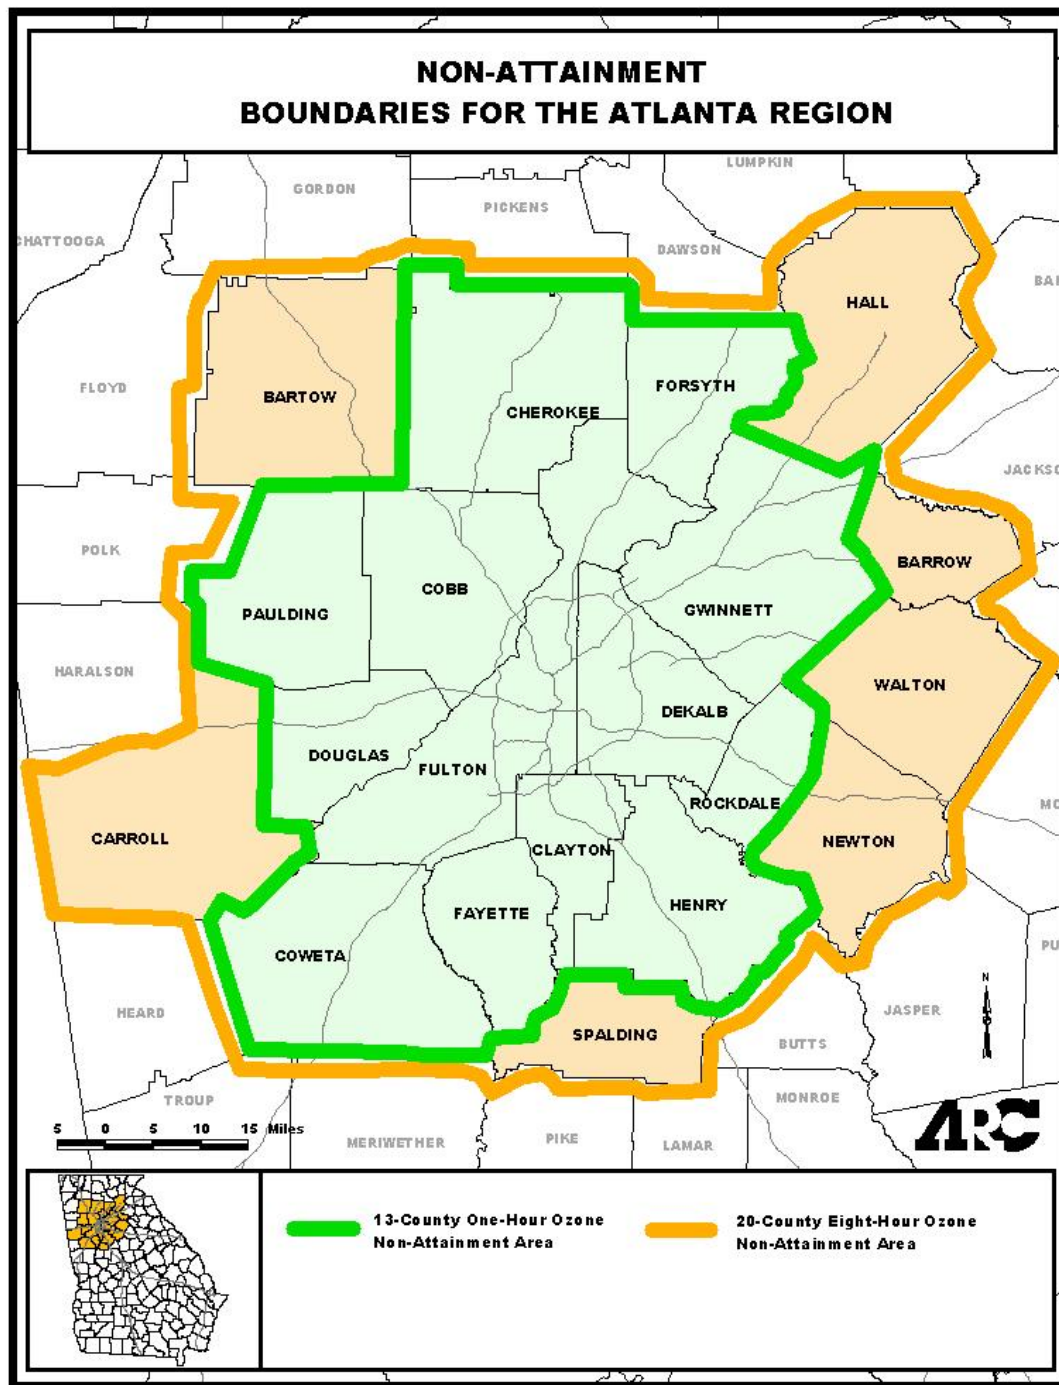 NON-ATTAINMENT
BOUNDARIES FOR THE ATLANTA REGION
LUMPKIN
GORDON
PICKENS
CHATTOOGA
DAWSON
HALL
FLOYD
BARTOW
FORSYTH
CHEROKEE
POLK
BARROW
COBB
PAULDING
GWINNETT
HARALSON
WALTON
DEKALB
DOUGLAS
FULTON
ROCKDALE
CARROLL
CLAYTON
NEWTON
HENRY
FAYETTE
COWETA
N
HEARD
SPALDING
JASPER
BUTTS
TROUP
MONROE
5 0 5 10 15 Miles
MERIWETHER
PIKE
LAMAR
ARC
13-County One-Hour Ozone
Non-Attainment Area
20-County Eight-Hour Ozone
Non-Attainment Area